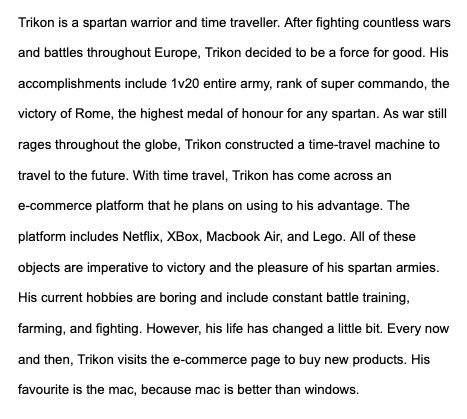 Trikon is a spartan warrior and time traveller. After fighting countless wars
and battles throughout Europe, Trikon decided to be a force for good. His
accomplishments include 1v20 entire army, rank of super commando, the
victory of Rome, the highest medal of honour for any spartan. As war still
rages throughout the globe, Trikon constructed a time-travel machine to
travel to the future. With time travel, Trikon has come across an
e-commerce platform that he plans on using to his advantage. The
platform includes Netflix, XBox, Macbook Air, and Lego. All of these
objects are imperative to victory and the pleasure of his spartan armies.
His current hobbies are boring and include constant battle training,
farming, and fighting. However, his life has changed a little bit. Every now
and then, Trikon visits the e-commerce page to buy new products. His
favourite is the mac, because mac is better than windows.